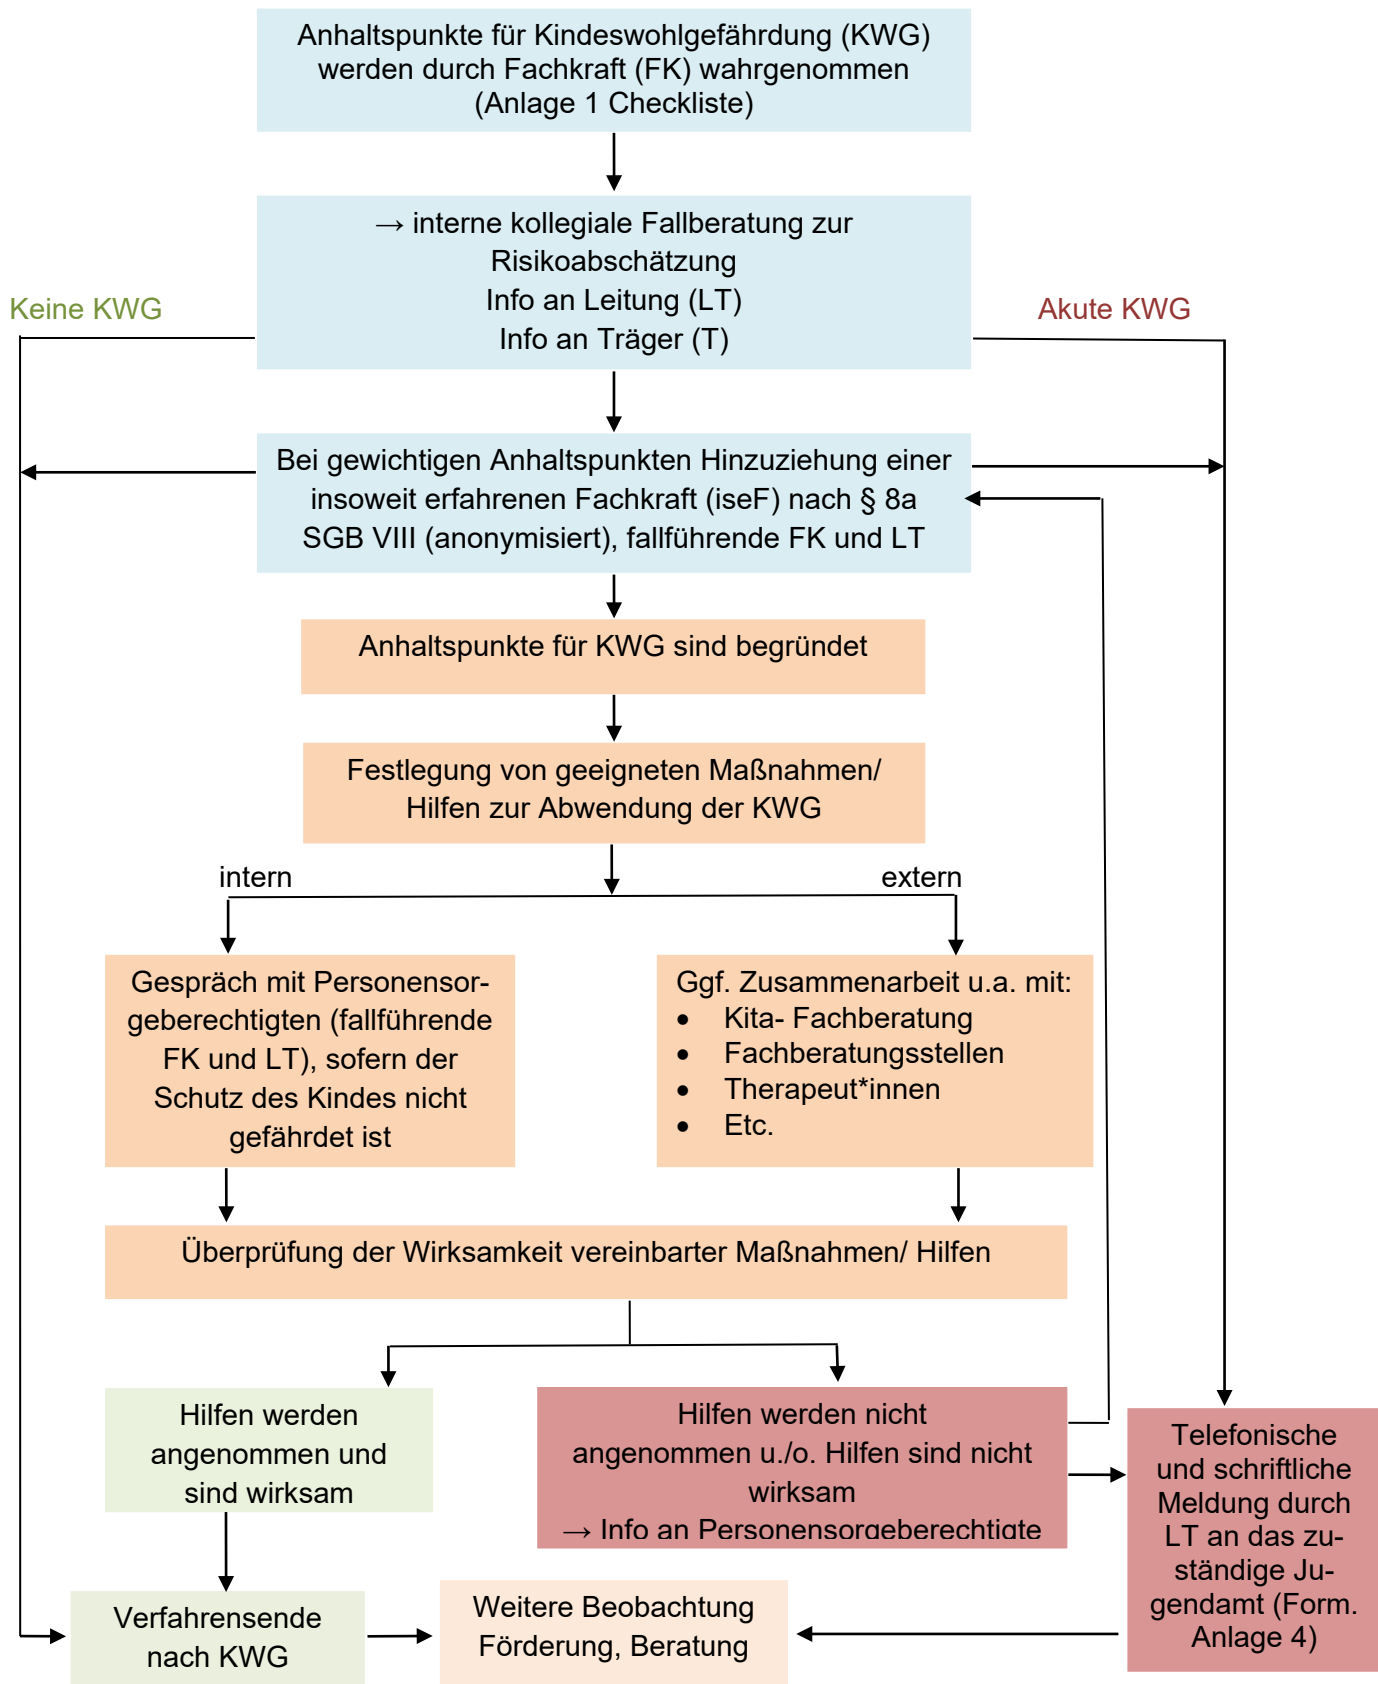 Anhaltspunkte für Kindeswohlgefährdung (KWG)
werden durch Fachkraft (FK) wahrgenommen
(Anlage 1 Checkliste)
→ interne kollegiale Fallberatung zur
Risikoabschätzung
Info an Leitung (LT)
Info an Träger (T)
Keine KWG
Akute KWG
Bei gewichtigen Anhaltspunkten Hinzuziehung einer
insoweit erfahrenen Fachkraft (iseF) nach § 8a
SGB VIII (anonymisiert), fallführende FK und LT
Anhaltspunkte für KWG sind begründet
Festlegung von geeigneten Maßnahmen/
Hilfen zur Abwendung der KWG
intern
extern
Gespräch mit Personensor-
geberechtigten (fallführende
FK und LT), sofern der
Schutz des Kindes nicht
gefährdet ist
Ggf. Zusammenarbeit u.a. mit:
• Kita- Fachberatung
• Fachberatungsstellen
• Therapeut*innen
• Etc.
Überprüfung der Wirksamkeit vereinbarter Maßnahmen/ Hilfen
Hilfen werden
angenommen und
sind wirksam
Hilfen werden nicht
angenommen u./o. Hilfen sind nicht
wirksam
→ Info an Personensorgeberechtigte
Telefonische
und schriftliche
Meldung durch
LT an das zu-
ständige Ju-
gendamt (Form.
Anlage 4)
Verfahrensende
nach KWG
Weitere Beobachtung
Förderung, Beratung